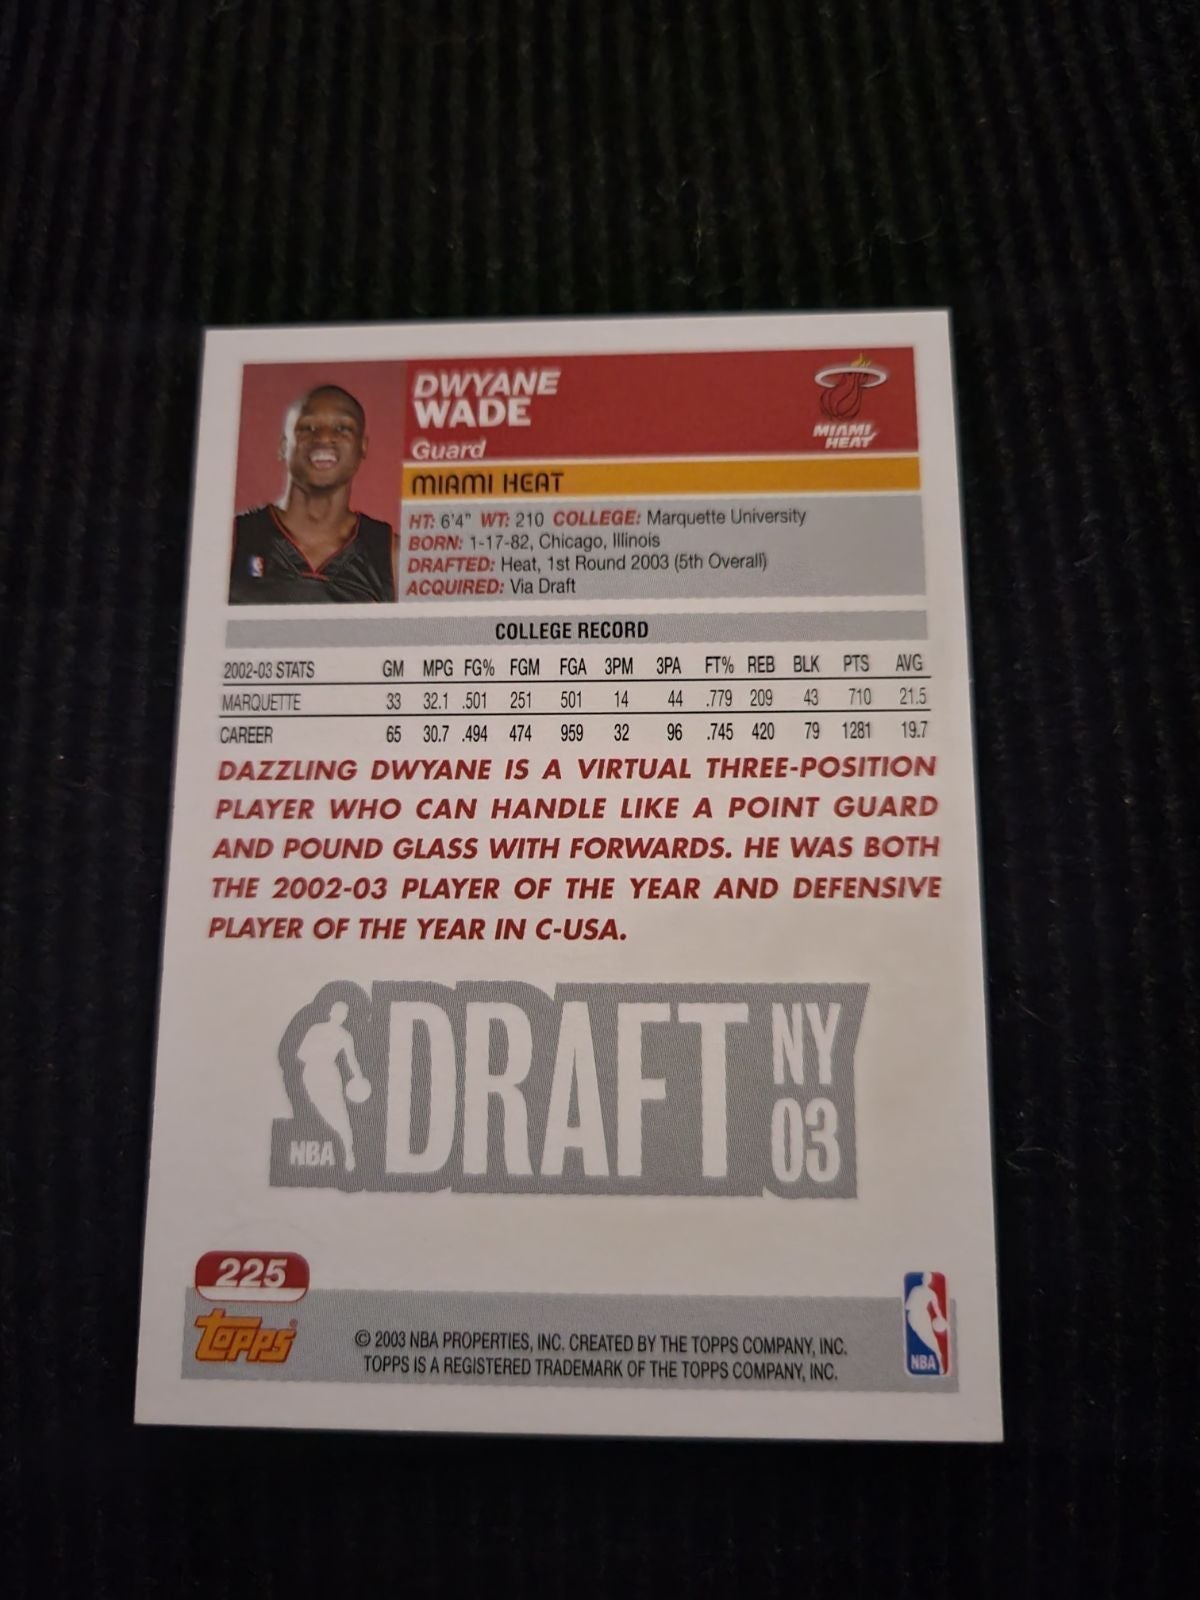 DWYANE
WADE
Guard
MIAMI HEAT
MIAMI
HEAT
HT: 6'4" WT: 210 COLLEGE: Marquette University
BORN: 1-17-82, Chicago, Illinois
DRAFTED: Heat, 1st Round 2003 (5th Overall)
ACQUIRED: Via Draft
COLLEGE RECORD
2002-03 STATS GM MPG FG% FGM FGA 3PM 3PA FT% REB BLK PTS AVG
MARQUETTE 33 32.1 .501 251 501 14 44 .779 209 43 710 21.5
CAREER 65 30.7 .494 474 959 32 96 .745 420 79 1281 19.7
DAZZLING DWYANE IS A VIRTUAL THREE-POSITION
PLAYER WHO CAN HANDLE LIKE A POINT GUARD
AND POUND GLASS WITH FORWARDS. HE WAS BOTH
THE 2002-03 PLAYER OF THE YEAR AND DEFENSIVE
PLAYER OF THE YEAR IN C-USA.
NBA DRAFT NY
03
225
Topps®
© 2003 NBA PROPERTIES, INC. CREATED BY THE TOPPS COMPANY, INC.
TOPPS IS A REGISTERED TRADEMARK OF THE TOPPS COMPANY, INC.
NBA